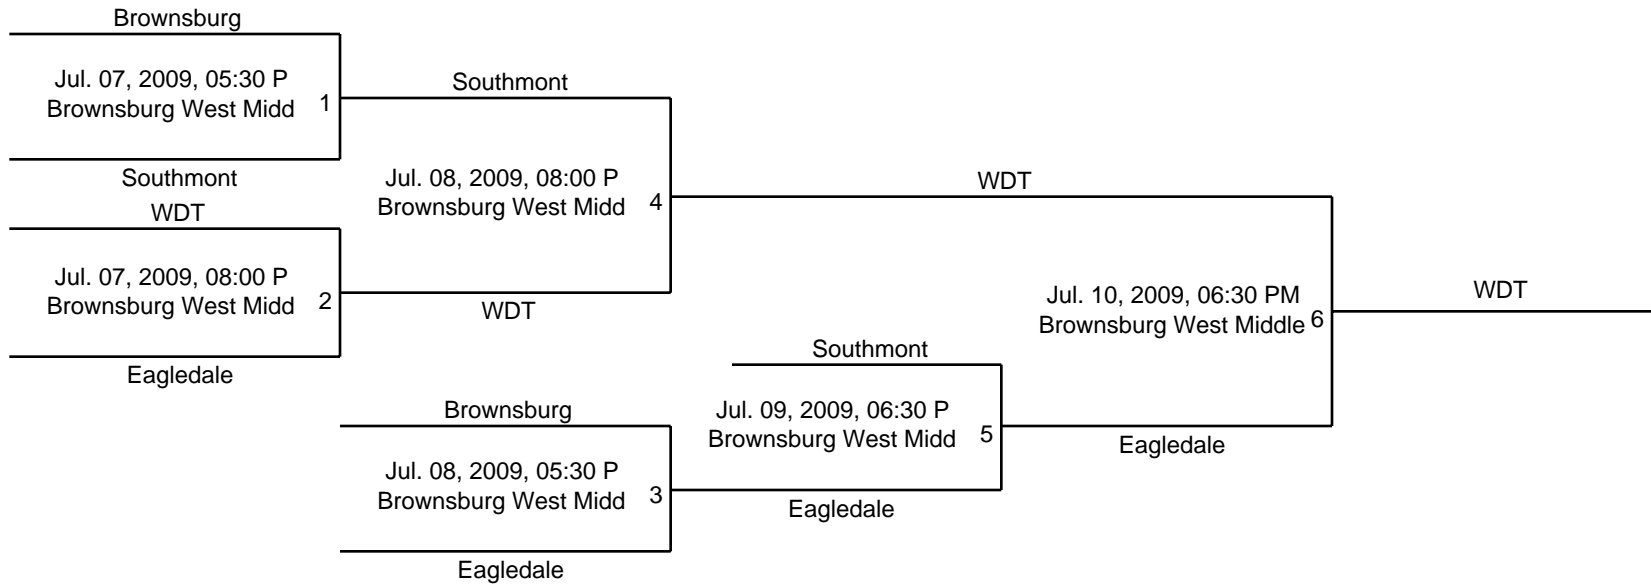 Brownsburg
Jul. 07, 2009, 05:30 P
Brownsburg West Midd
1
Southmont
Southmont
WDT
Jul. 07, 2009, 08:00 P
Brownsburg West Midd
2
Eagledale
Jul. 08, 2009, 08:00 P
Brownsburg West Midd
4
WDT
WDT
Brownsburg
Jul. 08, 2009, 05:30 P
Brownsburg West Midd
3
Eagledale
Southmont
Jul. 09, 2009, 06:30 P
Brownsburg West Midd
5
Eagledale
Jul. 10, 2009, 06:30 PM
Brownsburg West Middle
6
Eagledale
WDT